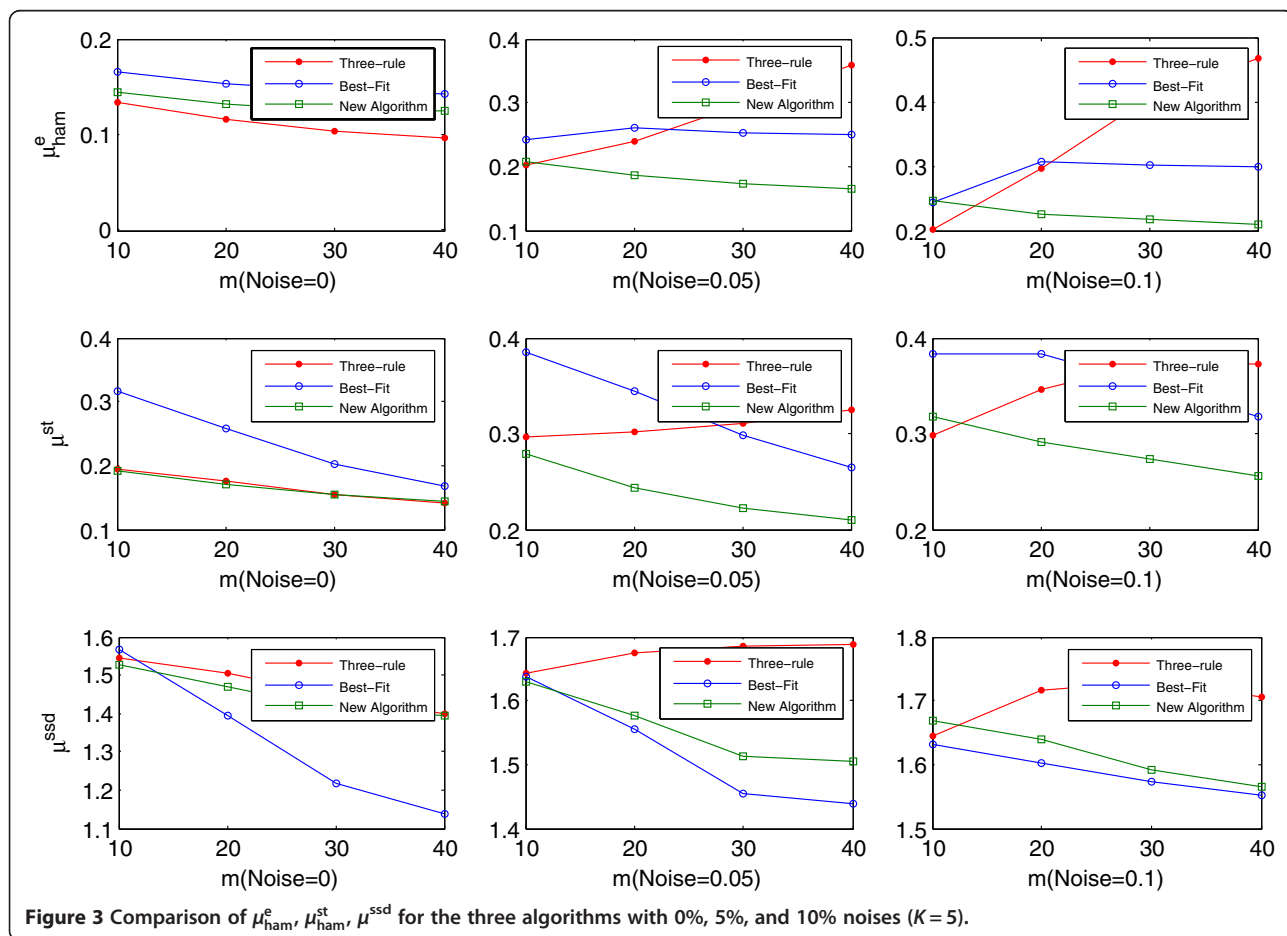 0.2
0.1
0
μ^e_ham
Three-rule
Best-Fit
New Algorithm
10 20 30 40
m(Noise=0)
0.4
0.3
0.2
0.1
Three-rule
Best-Fit
New Algorithm
10 20 30 40
m(Noise=0.05)
0.5
0.4
0.3
0.2
Three-rule
Best-Fit
New Algorithm
10 20 30 40
m(Noise=0.1)
0.4
0.3
0.2
0.1
μ^st
Three-rule
Best-Fit
New Algorithm
10 20 30 40
m(Noise=0)
0.4
0.3
0.2
Three-rule
Best-Fit
New Algorithm
10 20 30 40
m(Noise=0.05)
0.4
0.3
0.2
Three-rule
Best-Fit
New Algorithm
10 20 30 40
m(Noise=0.1)
1.6
1.5
1.4
1.3
1.2
1.1
μ^ssd
Three-rule
Best-Fit
New Algorithm
10 20 30 40
m(Noise=0)
1.7
1.6
1.5
1.4
Three-rule
Best-Fit
New Algorithm
10 20 30 40
m(Noise=0.05)
1.8
1.7
1.6
1.5
Three-rule
Best-Fit
New Algorithm
10 20 30 40
m(Noise=0.1)
Figure 3 Comparison of μ^e_ham, μ^st_ham, μ^ssd for the three algorithms with 0%, 5%, and 10% noises (K = 5).